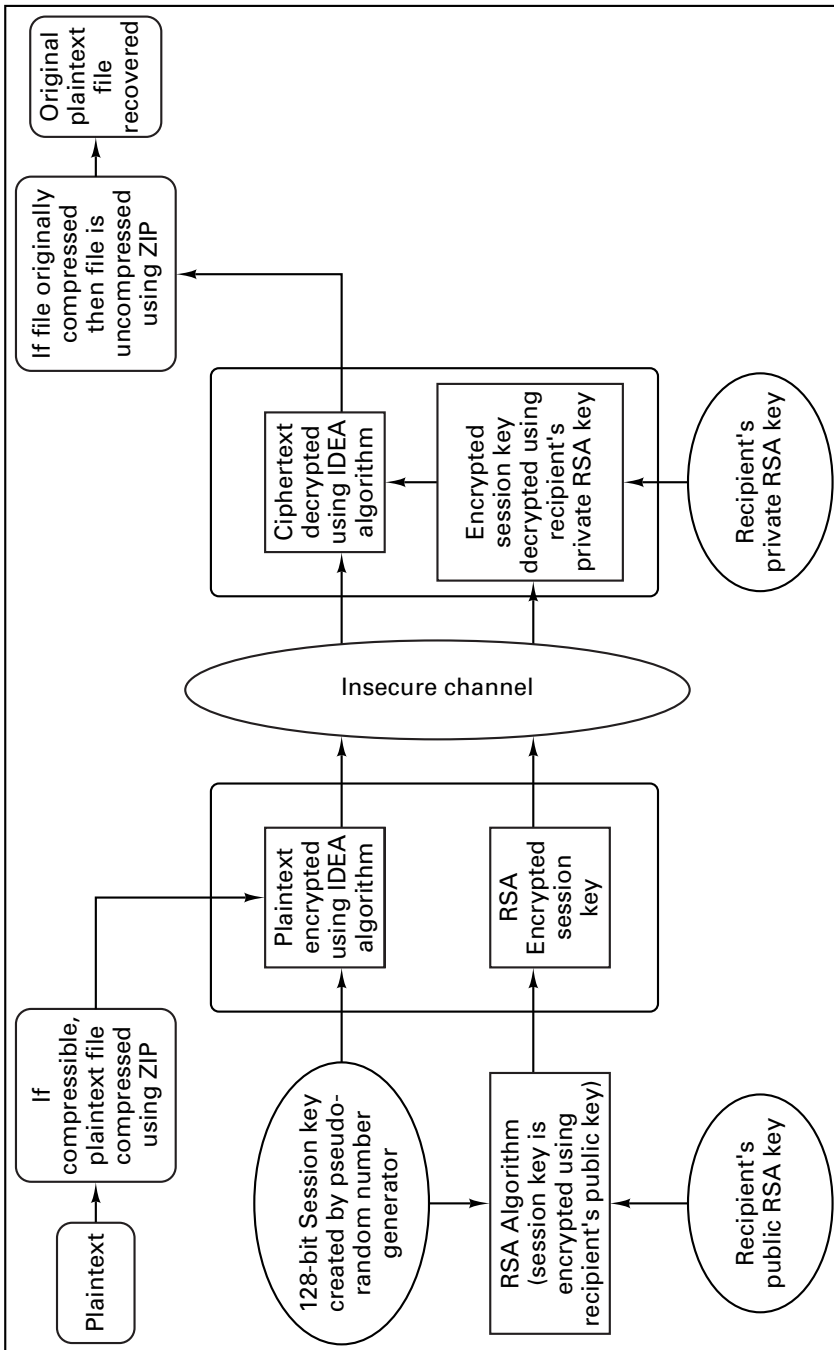 Plaintext
If
compressible,
plaintext file
compressed
using ZIP
128-bit Session key
created by pseudo-
random number
generator
RSA Algorithm
(session key is
encrypted using
recipient's public key)
Recipient's
public RSA key
Plaintext
encrypted
using IDEA
algorithm
RSA
Encrypted
session
key
Insecure channel
Ciphertext
decrypted
using IDEA
algorithm
Encrypted
session key
decrypted using
recipient's
private RSA key
Recipient's
private RSA key
If file originally
compressed
then file is
uncompressed
using ZIP
Original
plaintext
file
recovered